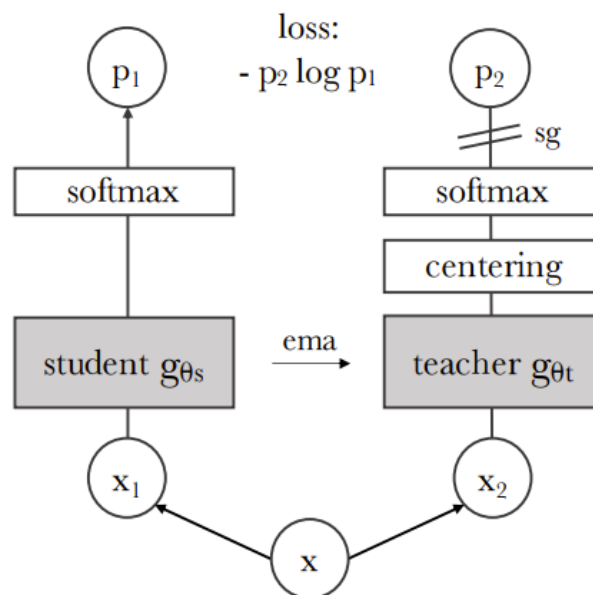 loss:
- p₂ log p₁
p₁
p₂
sg
softmax
softmax
centering
student gθs
ema
teacher gθt
x₁
x₂
x